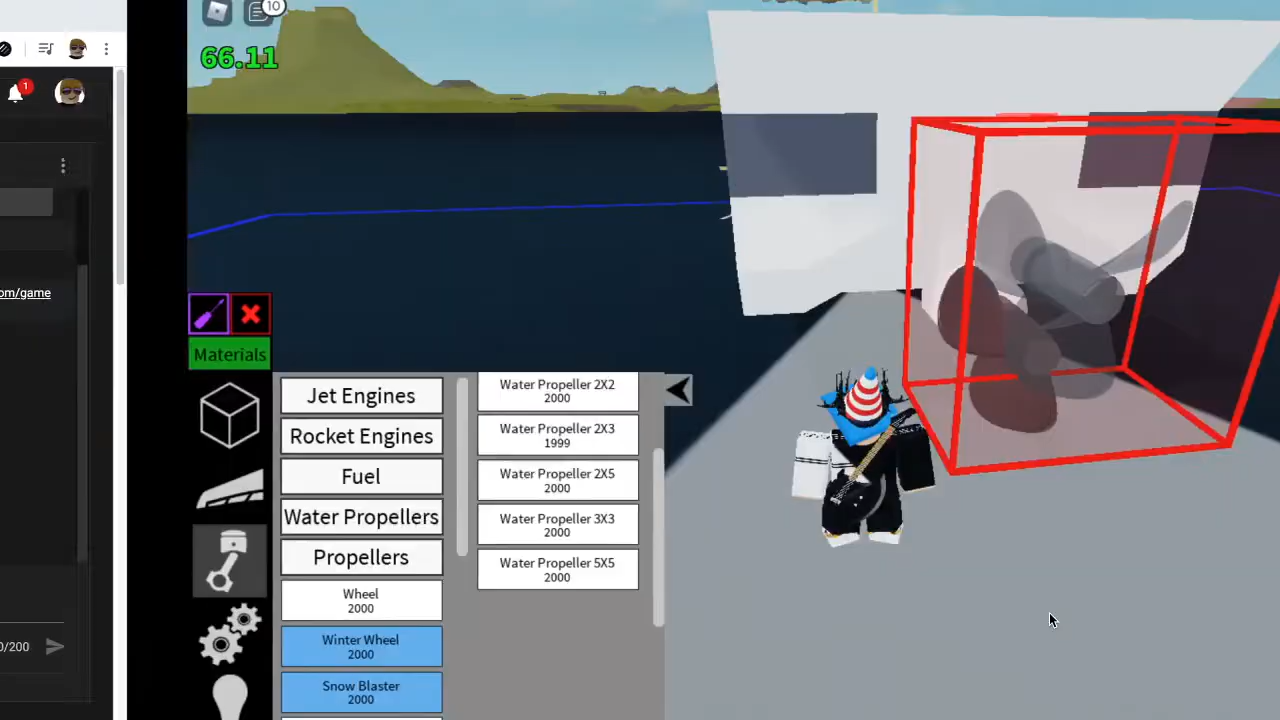 10
66.11
1
om/game
Materials
Jet Engines
Rocket Engines
Fuel
Water Propellers
Propellers
Wheel
2000
Winter Wheel
2000
Snow Blaster
2000
Water Propeller 2X2
2000
Water Propeller 2X3
1999
Water Propeller 2X5
2000
Water Propeller 3X3
2000
Water Propeller 5X5
2000
0/200